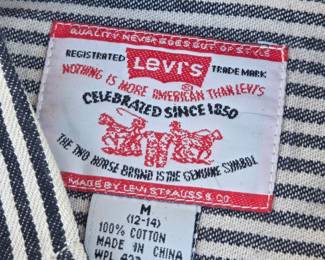 QUALITY NEVER GOES OUT OF STYLE
REGISTERED Levi's TRADE MARK
NOTHING IS MORE AMERICAN THAN LEVI'S
CELEBRATED SINCE 1850
THE TWO HORSE BRAND IS THE GENUINE SYMBOL
MADE BY LEVI STRAUSS & CO.
M
(12-14)
100% COTTON
MADE IN CHINA
WPL 423